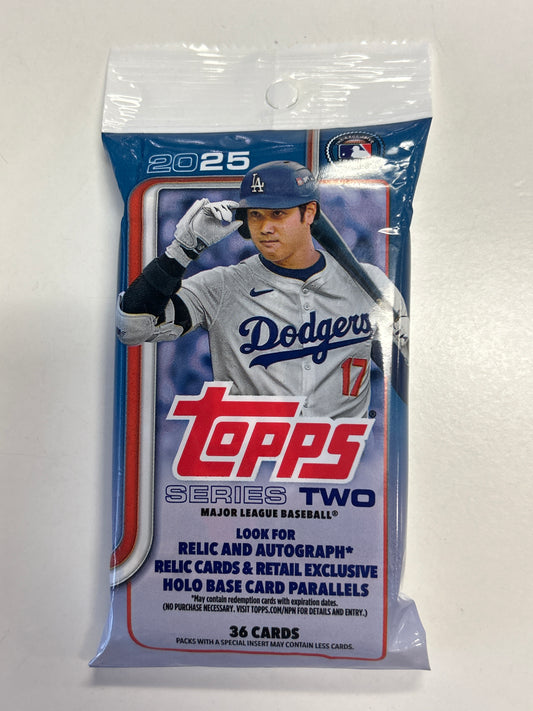 2025
LA
Dodgers
17
Topps®
SERIES TWO
MAJOR LEAGUE BASEBALL®
LOOK FOR
RELIC AND AUTOGRAPH*
RELIC CARDS & RETAIL EXCLUSIVE
HOLO BASE CARD PARALLELS
*May contain redemption cards with expiration dates.
(NO PURCHASE NECESSARY. VISIT TOPPS.COM/NPN FOR DETAILS AND ENTRY.)
36 CARDS
PACKS WITH A SPECIAL INSERT MAY CONTAIN LESS CARDS.